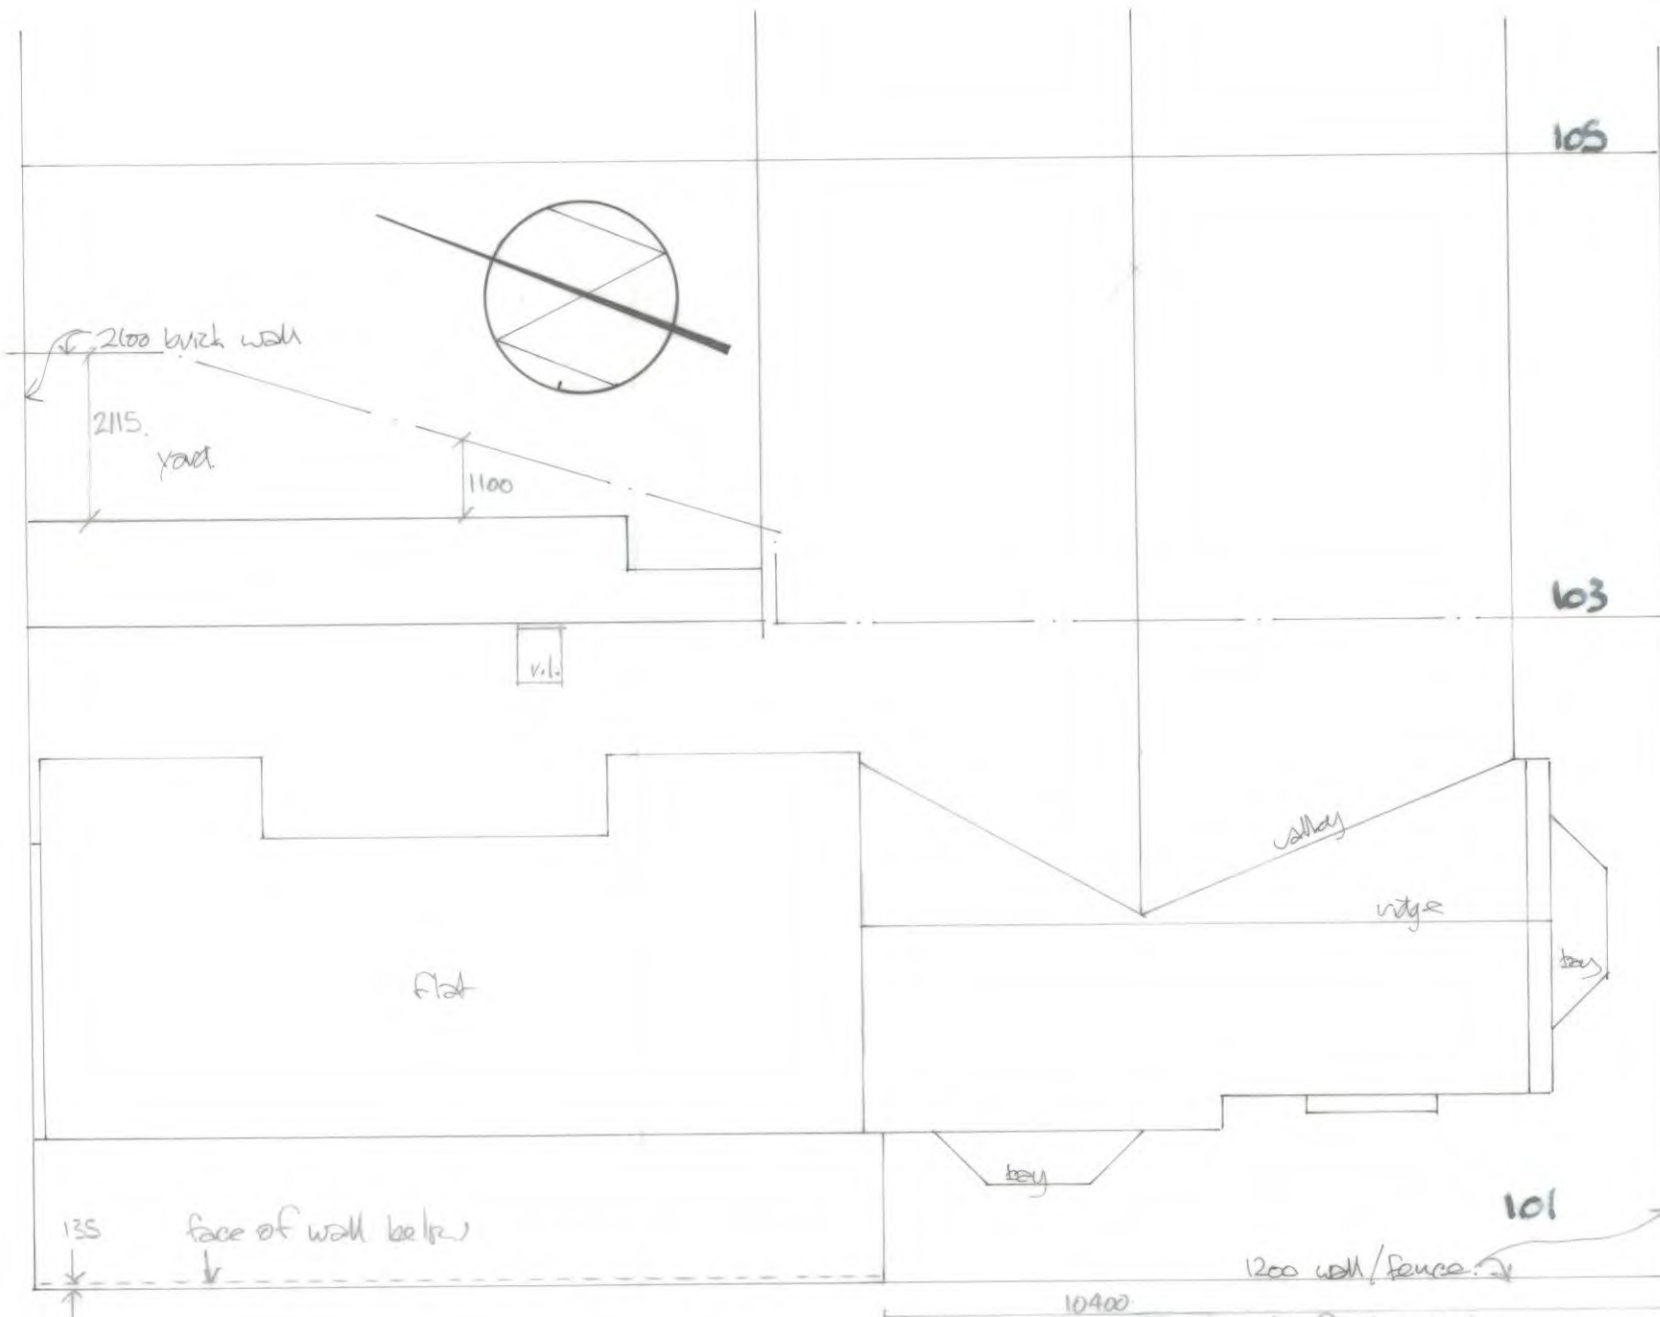 105
2100 brick wall
2115.
yard.
1100
103
v.l.
valley
ridge
flat
bay
bay
101
135
face of wall below
1200 wall/fence.
10400